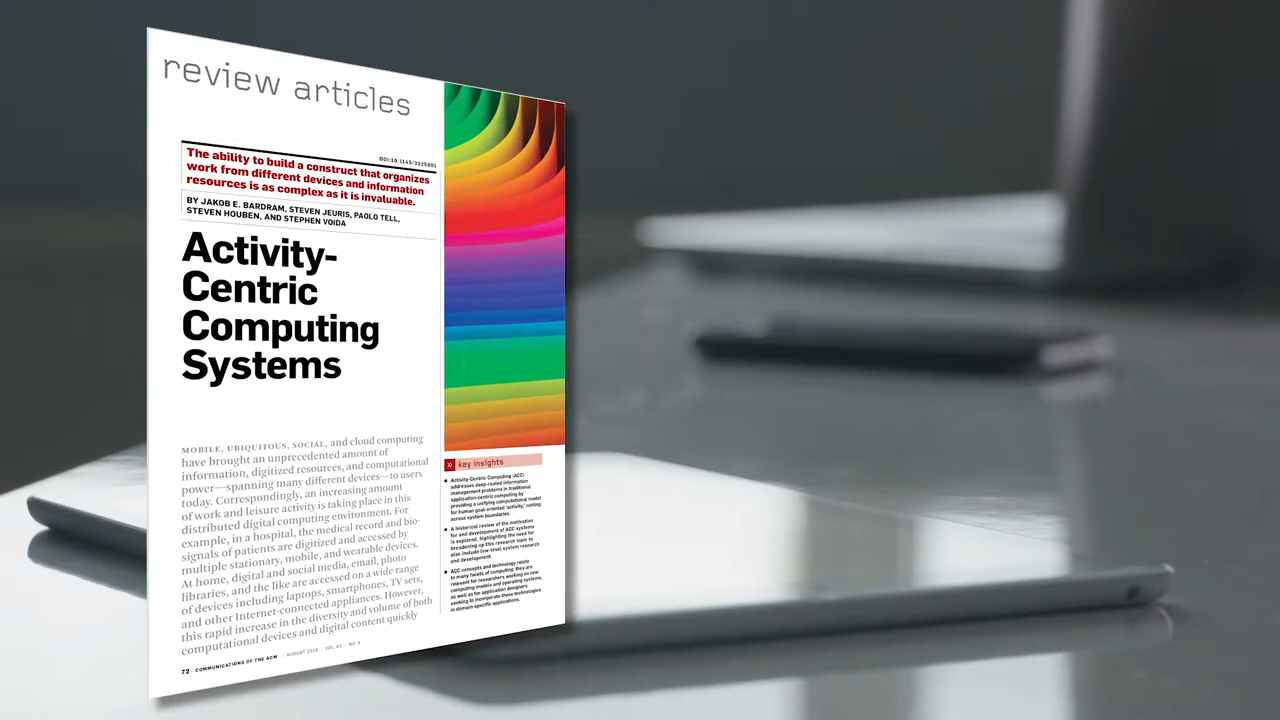 review articles
DOI:10.1145/3325901
The ability to build a construct that organizes
work from different devices and information
resources is as complex as it is invaluable.
BY JAKOB E. BARDRAM, STEVEN JEURIS, PAOLO TELL,
STEVEN HOUBEN, AND STEPHEN VOIDA
Activity-
Centric
Computing
Systems
MOBILE, UBIQUITOUS, SOCIAL, and cloud computing
have brought an unprecedented amount of
information, digitized resources, and computational
power—spanning many different devices—to users
today. Correspondingly, an increasing amount
of work and leisure activity is taking place in this
distributed digital computing environment. For
example, in a hospital, the medical record and bio-
signals of patients are digitized and accessed by
multiple stationary, mobile, and wearable devices.
At home, digital and social media, email, photo
libraries, and the like are accessed on a wide range
of devices including laptops, smartphones, TV sets,
and other Internet-connected appliances. However,
this rapid increase in the diversity and volume of both
computational devices and digital content quickly
» key insights
■ Activity-Centric Computing (ACC)
addresses deep-rooted information
management problems in traditional
application-centric computing by
providing a unifying computational model
for human goal-oriented 'activity,' cutting
across system boundaries.
■ A historical review of the motivation
for and development of ACC systems
is explored, highlighting the need for
broadening up this research topic to
also include low-level system research
and development.
■ ACC concepts and technology relate
to many facets of computing: they are
relevant for researchers working on new
computing models and operating systems,
as well as for application designers
seeking to incorporate these technologies
in domain-specific applications.
72 COMMUNICATIONS OF THE ACM | AUGUST 2019 | VOL. 62 | NO. 8